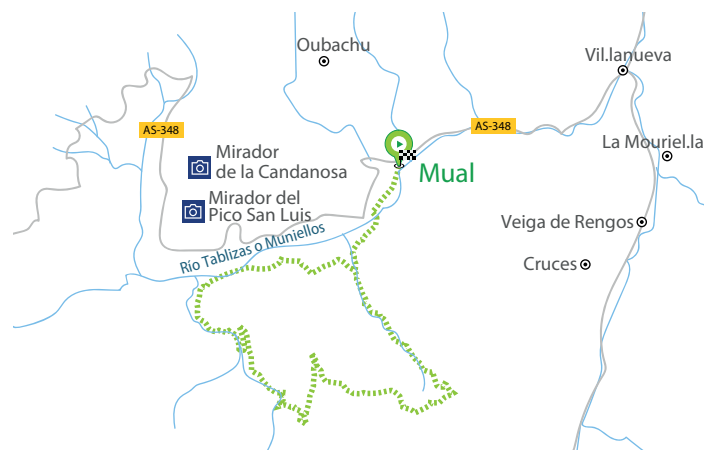 Oubachu
Vil.lanueva
AS-348
AS-348
La Mouriel.la
Mirador
de la Candanosa
Mual
Mirador del
Pico San Luis
Veiga de Rengos
Río Tablizas o Muniellos
Cruces